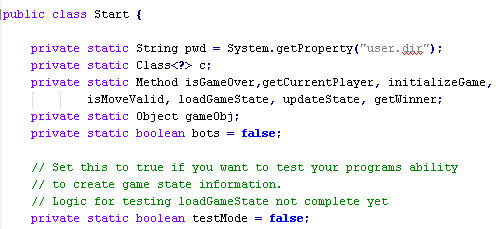 public class Start {
private static String pwd = System.getProperty("user.dir");
private static Class<?> c;
private static Method isGameOver,getCurrentPlayer, initializeGame,
isMoveValid, loadGameState, updateState, getWinner;
private static Object gameObj;
private static boolean bots = false;
// Set this to true if you want to test your programs ability
// to create game state information.
// Logic for testing loadGameState not complete yet
private static boolean testMode = false;